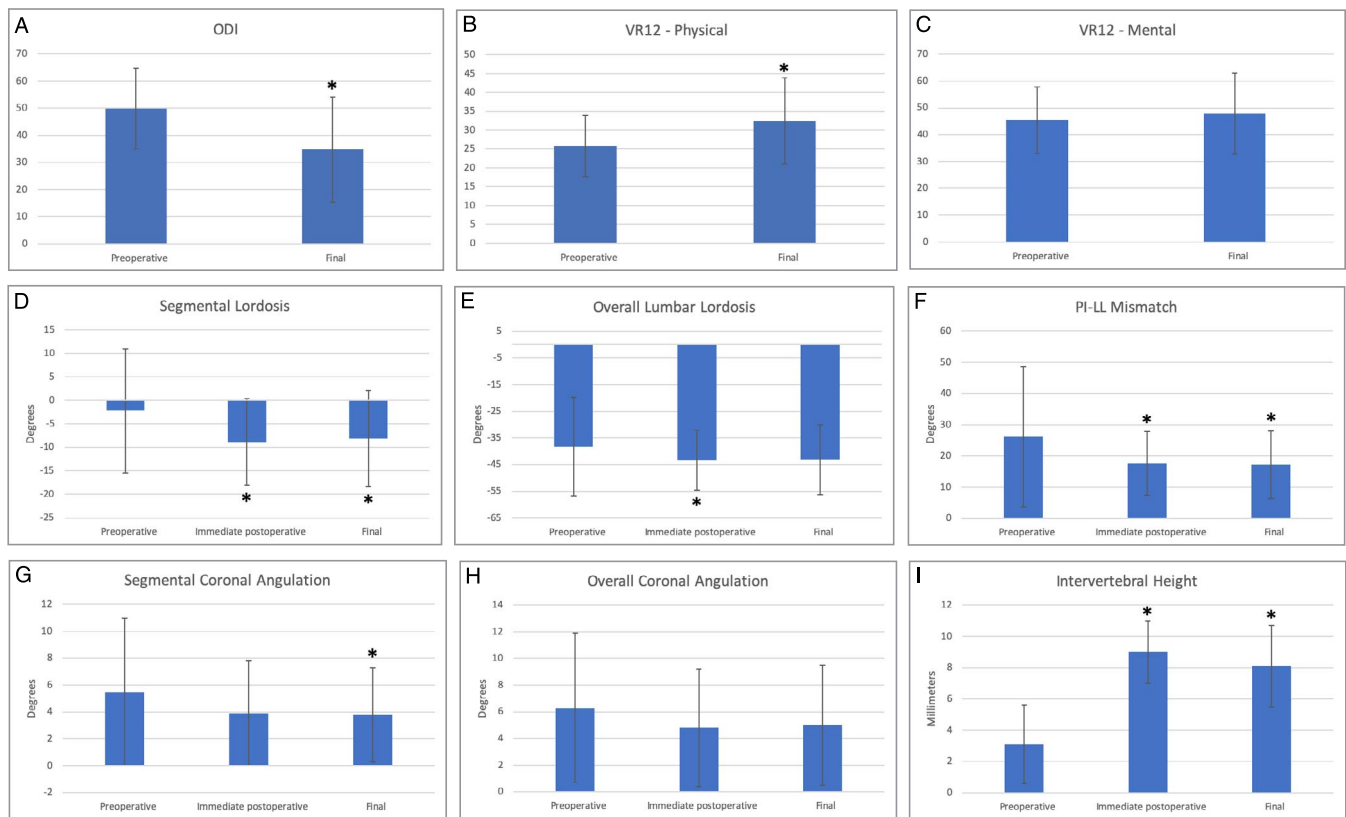 A
ODI
70
60
50
40
30
20
10
0
*
Preoperative Final
B
VR12 - Physical
50
45
40
35
30
25
20
15
10
5
0
*
Preoperative Final
C
VR12 - Mental
70
60
50
40
30
20
10
0
Preoperative Final
D
Segmental Lordosis
Degrees
15
10
5
0
-5
-10
-15
-20
-25
* *
Preoperative Immediate postoperative Final
E
Overall Lumbar Lordosis
Degrees
5
-5
-15
-25
-35
-45
-55
-65
*
Preoperative Immediate postoperative Final
F
PI-LL Mismatch
Degrees
60
50
40
30
20
10
0
* *
Preoperative Immediate postoperative Final
G
Segmental Coronal Angulation
Degrees
12
10
8
6
4
2
0
-2
*
Preoperative Immediate postoperative Final
H
Overall Coronal Angulation
Degrees
14
12
10
8
6
4
2
0
Preoperative Immediate postoperative Final
I
Intervertebral Height
Millimeters
12
10
8
6
4
2
0
* *
Preoperative Immediate postoperative Final